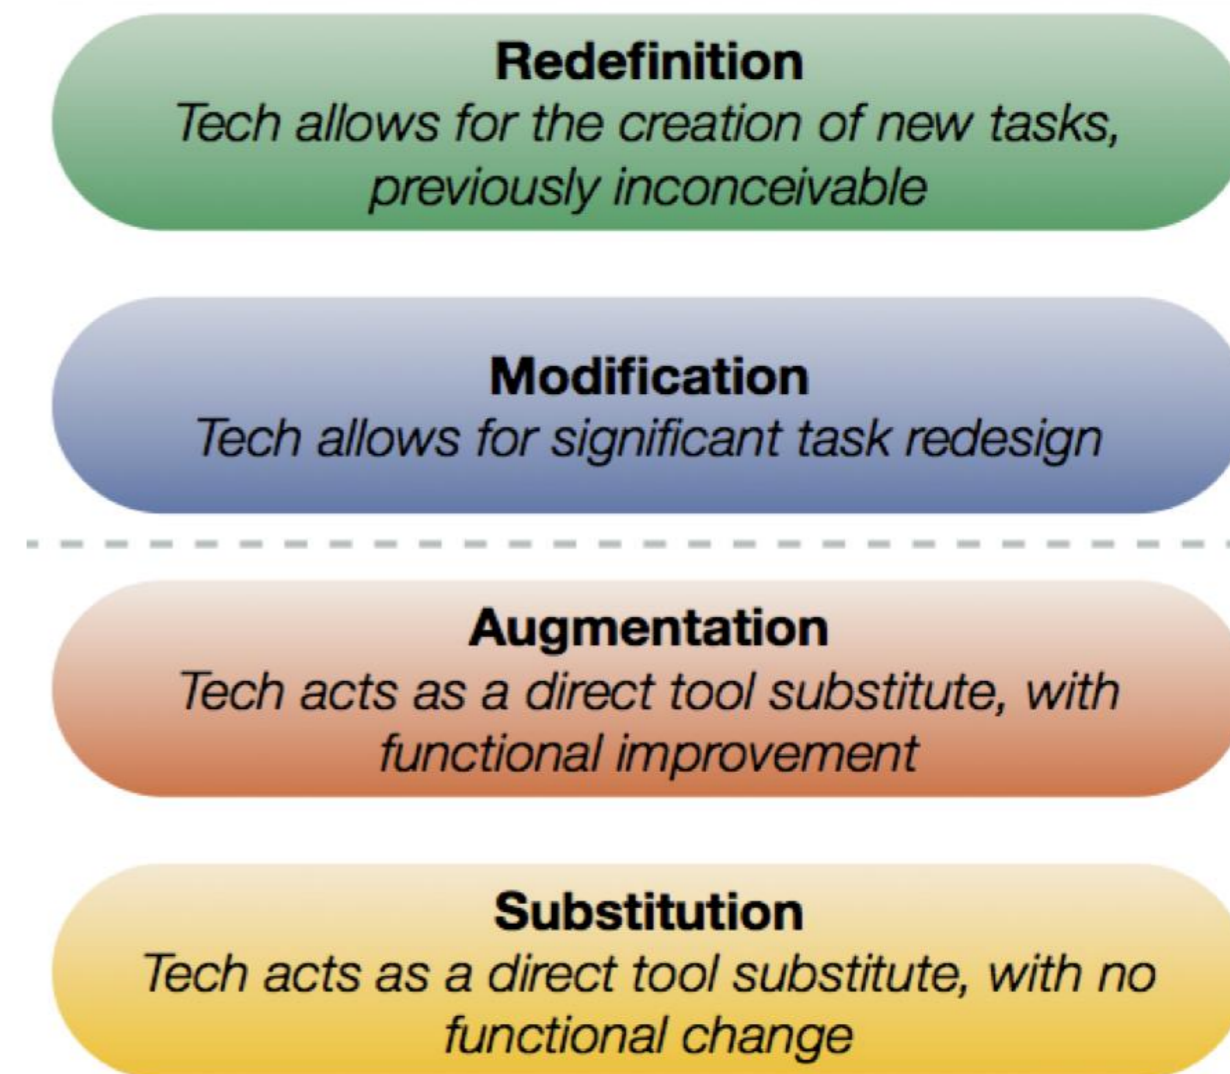 Redefinition
Tech allows for the creation of new tasks,
previously inconceivable
Modification
Tech allows for significant task redesign
Augmentation
Tech acts as a direct tool substitute, with
functional improvement
Substitution
Tech acts as a direct tool substitute, with no
functional change